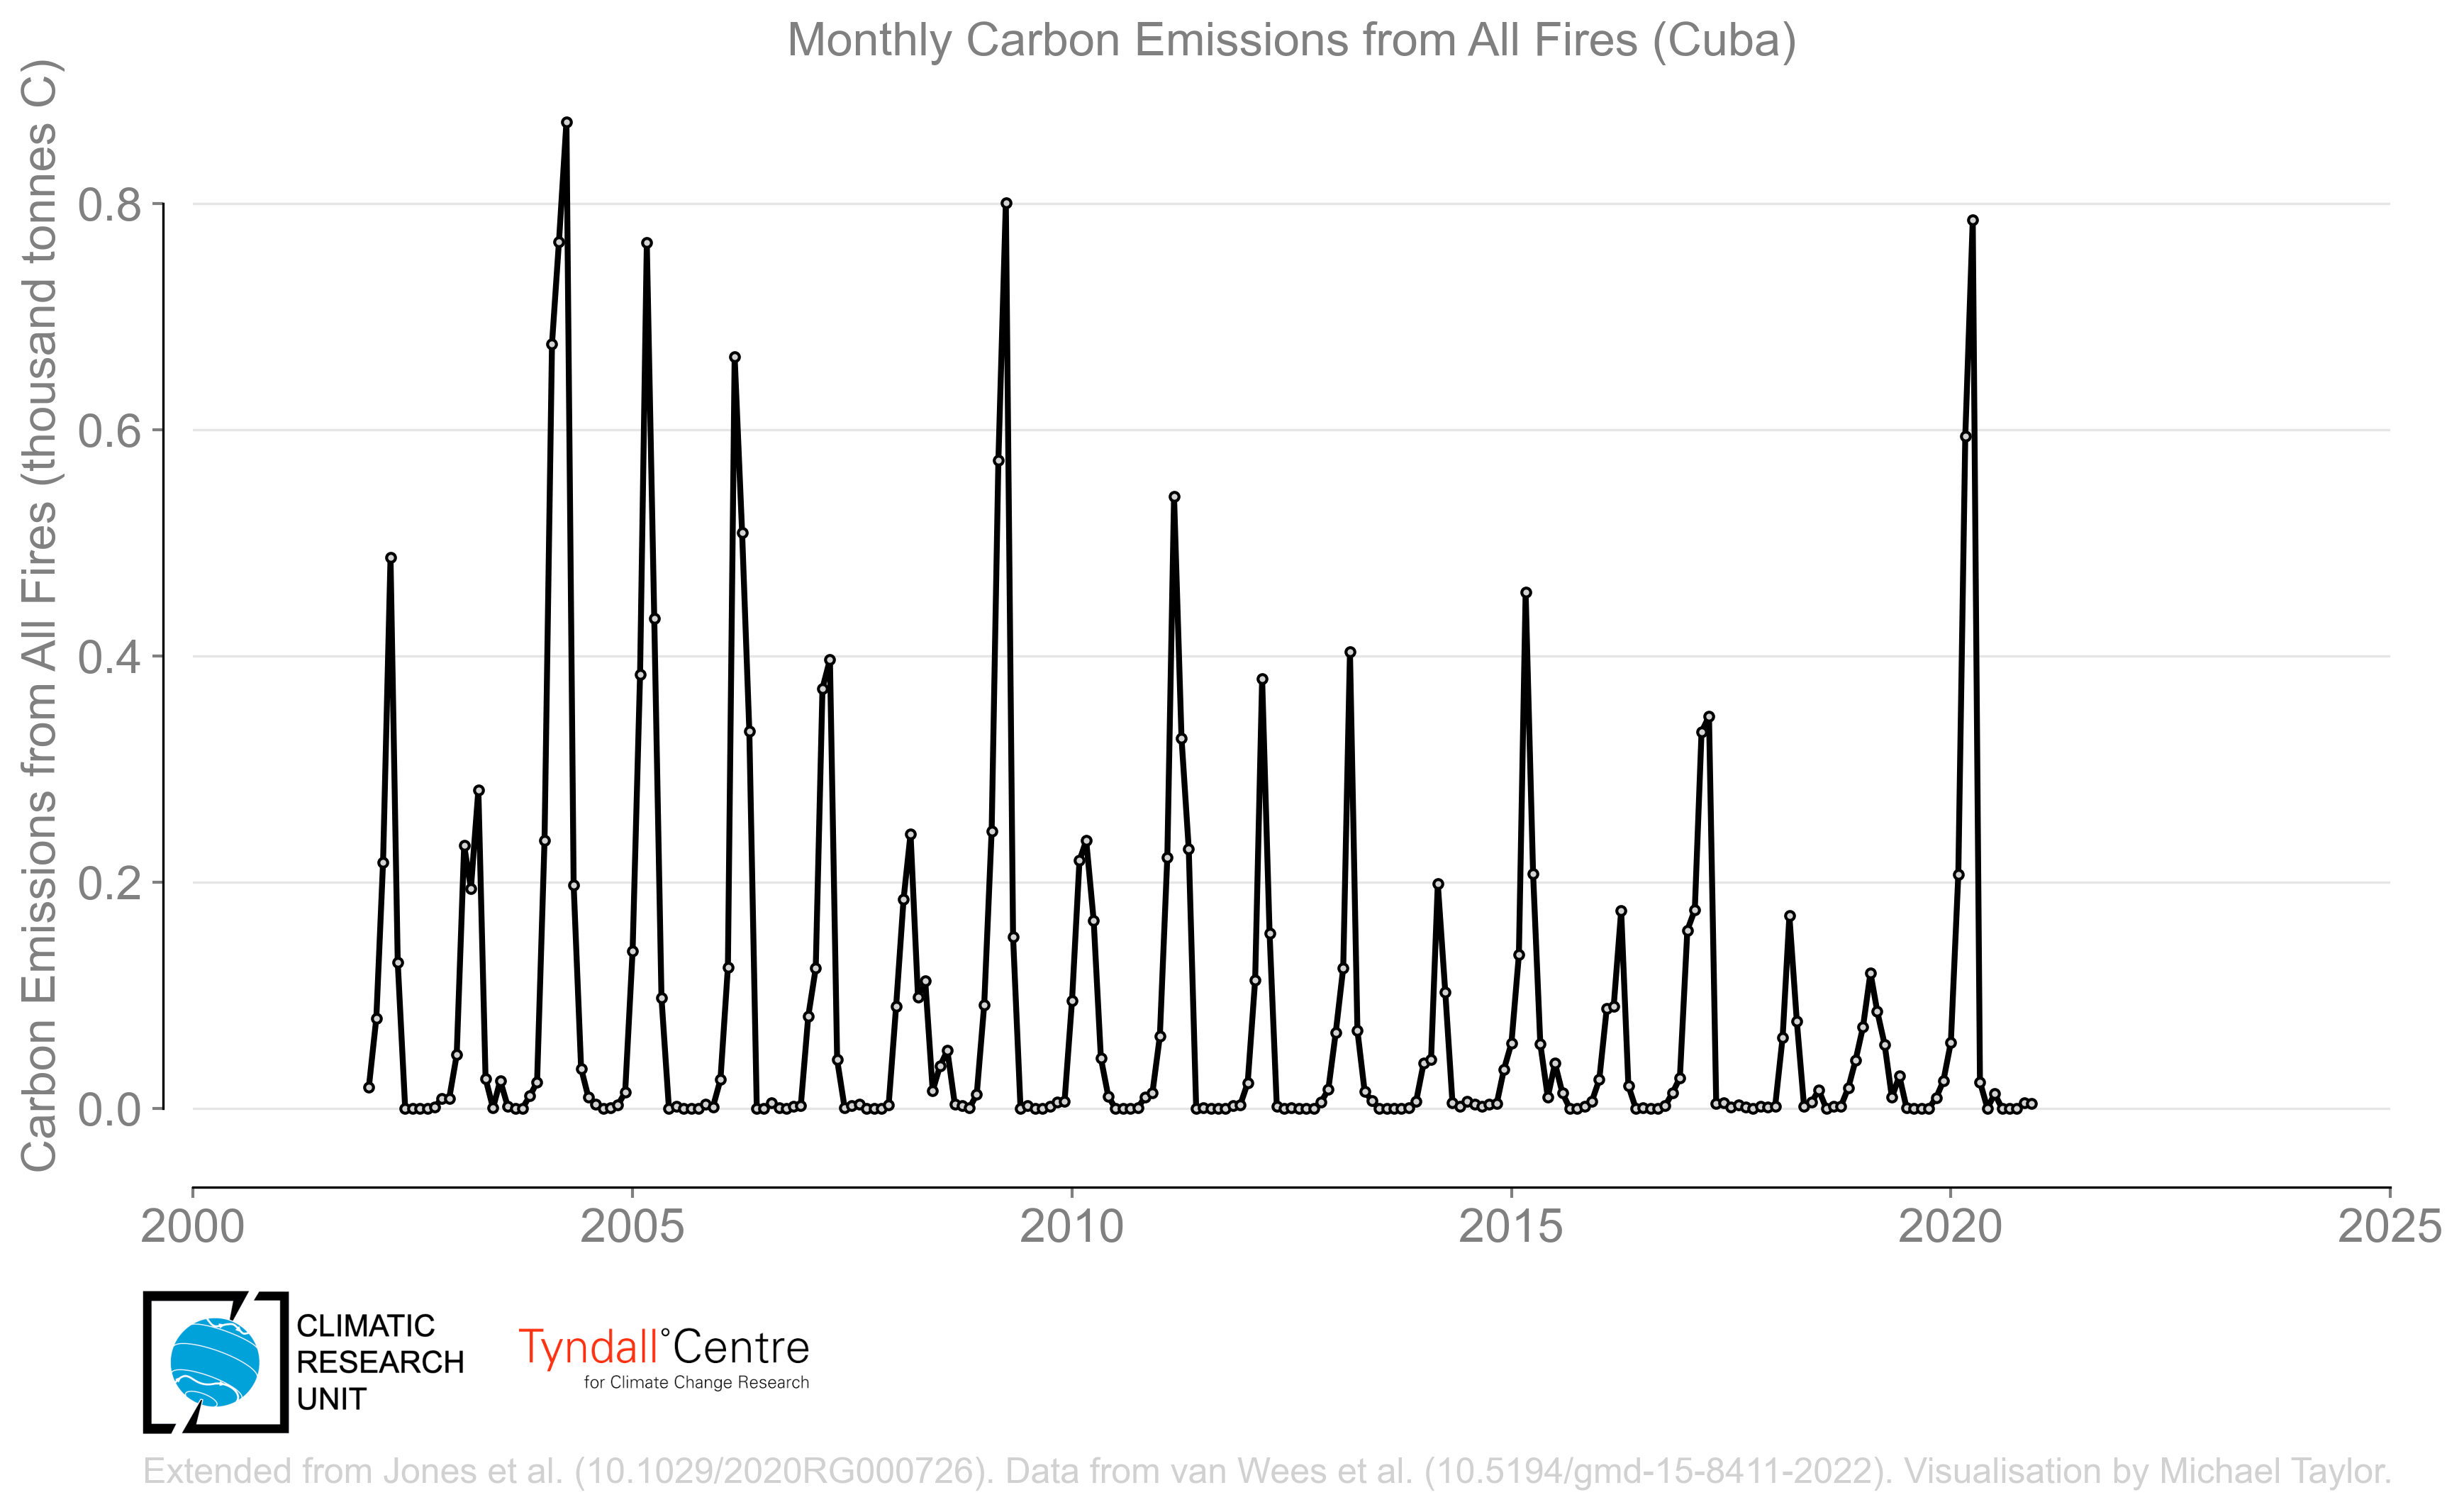 Monthly Carbon Emissions from All Fires (Cuba)
Carbon Emissions from All Fires (thousand tonnes C)
0.8
0.6
0.4
0.2
0.0
2000 2005 2010 2015 2020 2025
CLIMATIC
RESEARCH
UNIT
Tyndall°Centre
for Climate Change Research
Extended from Jones et al. (10.1029/2020RG000726). Data from van Wees et al. (10.5194/gmd-15-8411-2022). Visualisation by Michael Taylor.